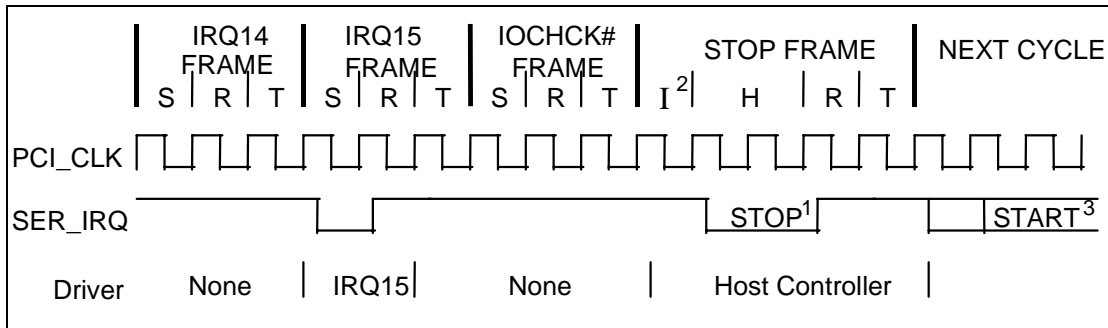 IRQ14 FRAME
IRQ15 FRAME
IOCHCK# FRAME
STOP FRAME
NEXT CYCLE
S R T S R T S R T I 2 H R T
PCI_CLK
SER_IRQ STOP1 START3
Driver None IRQ15 None Host Controller